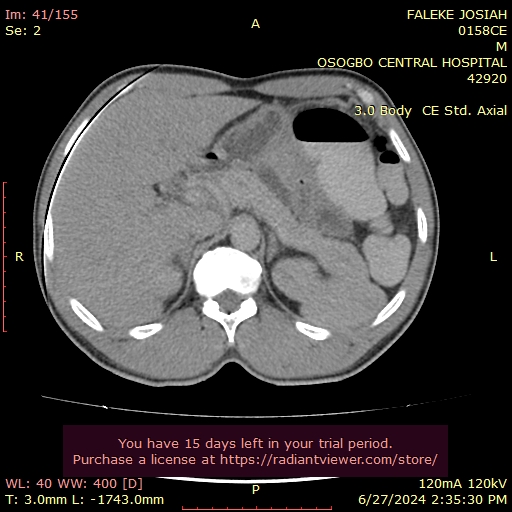 Im: 41/155
Se: 2
A
FALEKE JOSIAH
0158CE
M
OSOGBO CENTRAL HOSPITAL
42920
3.0 Body CE Std. Axial
R
L
You have 15 days left in your trial period.
Purchase a license at https://radiantviewer.com/store/
WL: 40 WW: 400 [D]
T: 3.0mm L: -1743.0mm
P
120mA 120kV
6/27/2024 2:35:30 PM